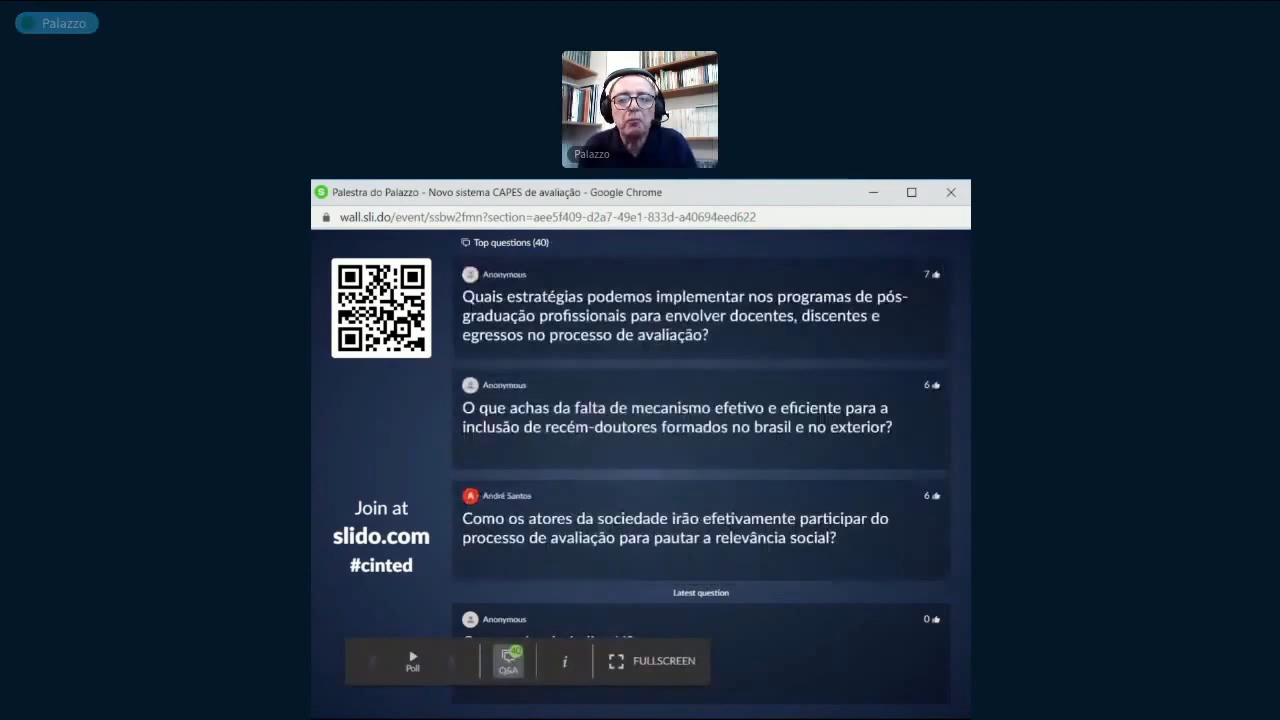 Palazzo
Palazzo
Palestra do Palazzo - Novo sistema CAPES de avaliação - Google Chrome
wall.sli.do/event/ssbw2fmn?section=aee5f409-d2a7-49e1-833d-a40694eed622
Top questions (40)
Anonymous 7
Quais estratégias podemos implementar nos programas de pós-
graduação profissionais para envolver docentes, discentes e
egressos no processo de avaliação?
Anonymous 6
O que achas da falta de mecanismo efetivo e eficiente para a
inclusão de recém-doutores formados no brasil e no exterior?
A André Santos 6
Como os atores da sociedade irão efetivamente participar do
processo de avaliação para pautar a relevância social?
Join at
slido.com
#cinted
Latest question
Anonymous 0
Poll
40
Q&A
i
FULLSCREEN